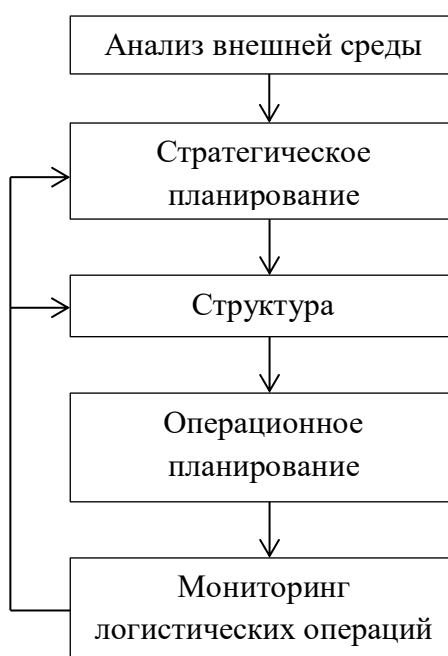 Анализ внешней среды
Стратегическое
планирование
Структура
Операционное
планирование
Мониторинг
логистических операций